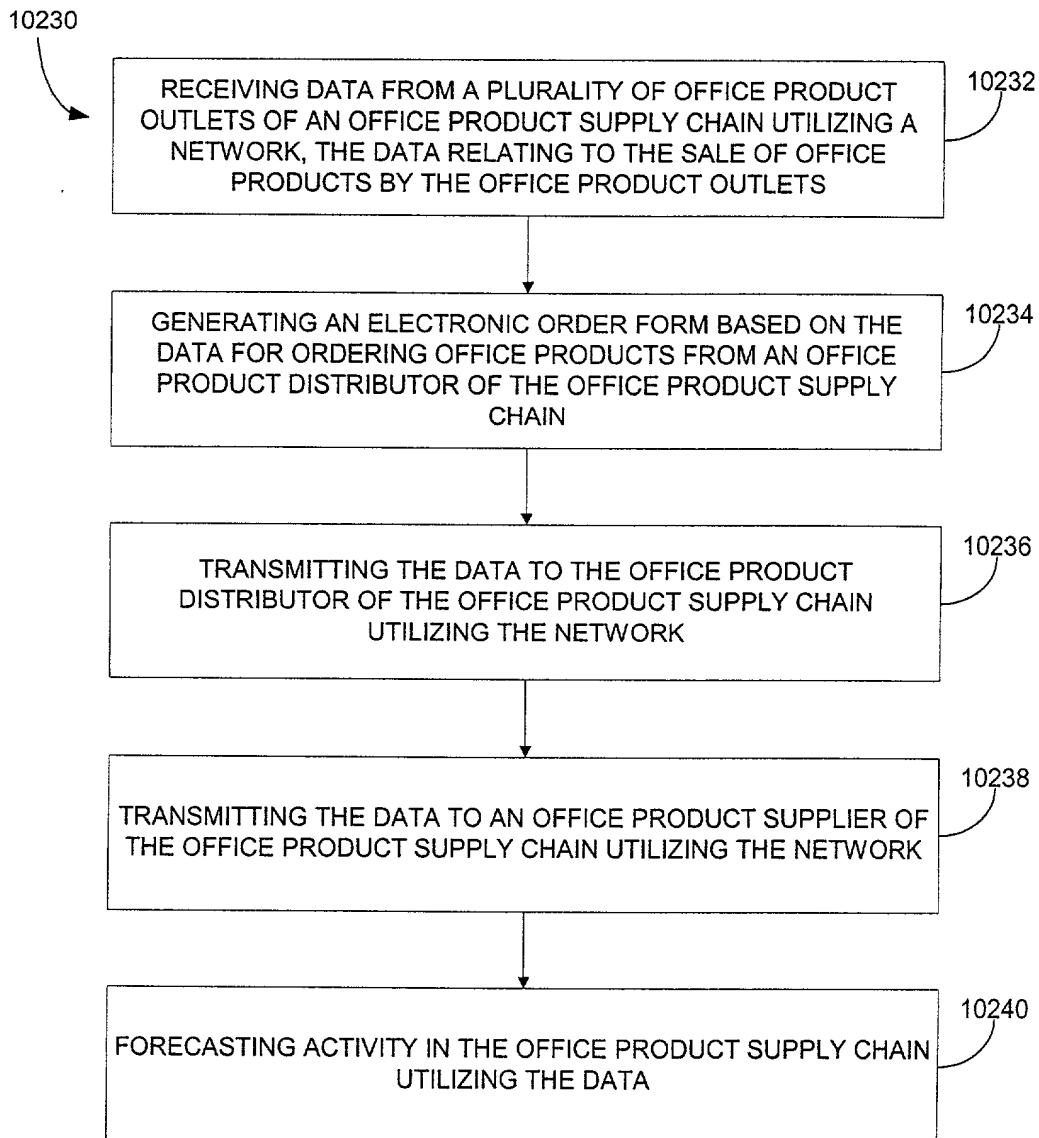 10230
RECEIVING DATA FROM A PLURALITY OF OFFICE PRODUCT
OUTLETS OF AN OFFICE PRODUCT SUPPLY CHAIN UTILIZING A
NETWORK, THE DATA RELATING TO THE SALE OF OFFICE
PRODUCTS BY THE OFFICE PRODUCT OUTLETS
10232
GENERATING AN ELECTRONIC ORDER FORM BASED ON THE
DATA FOR ORDERING OFFICE PRODUCTS FROM AN OFFICE
PRODUCT DISTRIBUTOR OF THE OFFICE PRODUCT SUPPLY
CHAIN
10234
TRANSMITTING THE DATA TO THE OFFICE PRODUCT
DISTRIBUTOR OF THE OFFICE PRODUCT SUPPLY CHAIN
UTILIZING THE NETWORK
10236
TRANSMITTING THE DATA TO AN OFFICE PRODUCT SUPPLIER OF
THE OFFICE PRODUCT SUPPLY CHAIN UTILIZING THE NETWORK
10238
FORECASTING ACTIVITY IN THE OFFICE PRODUCT SUPPLY CHAIN
UTILIZING THE DATA
10240